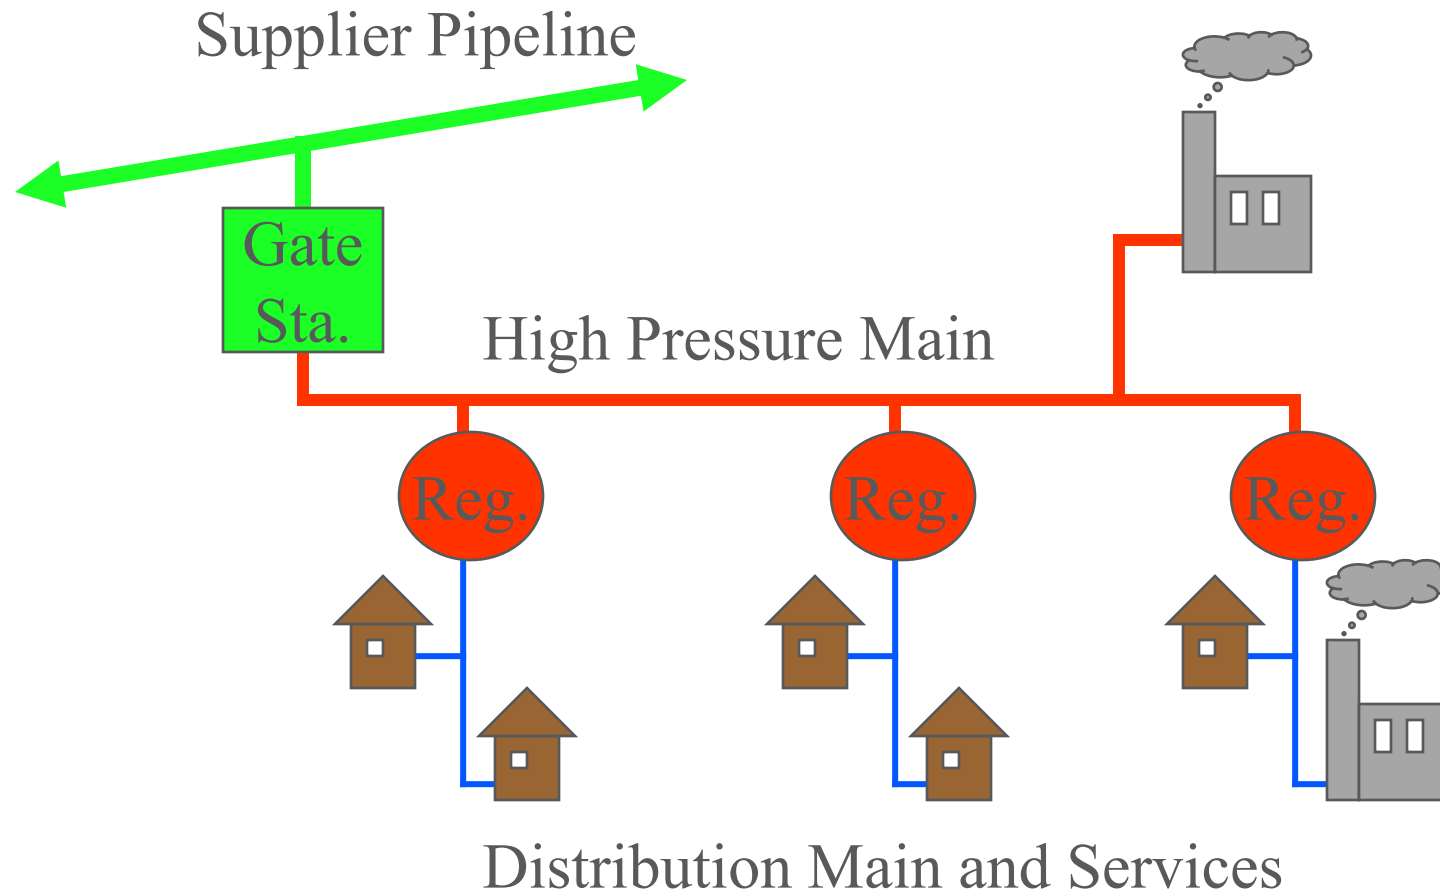 Supplier Pipeline
Gate
Sta.
High Pressure Main
Reg.
Reg.
Reg.
Distribution Main and Services